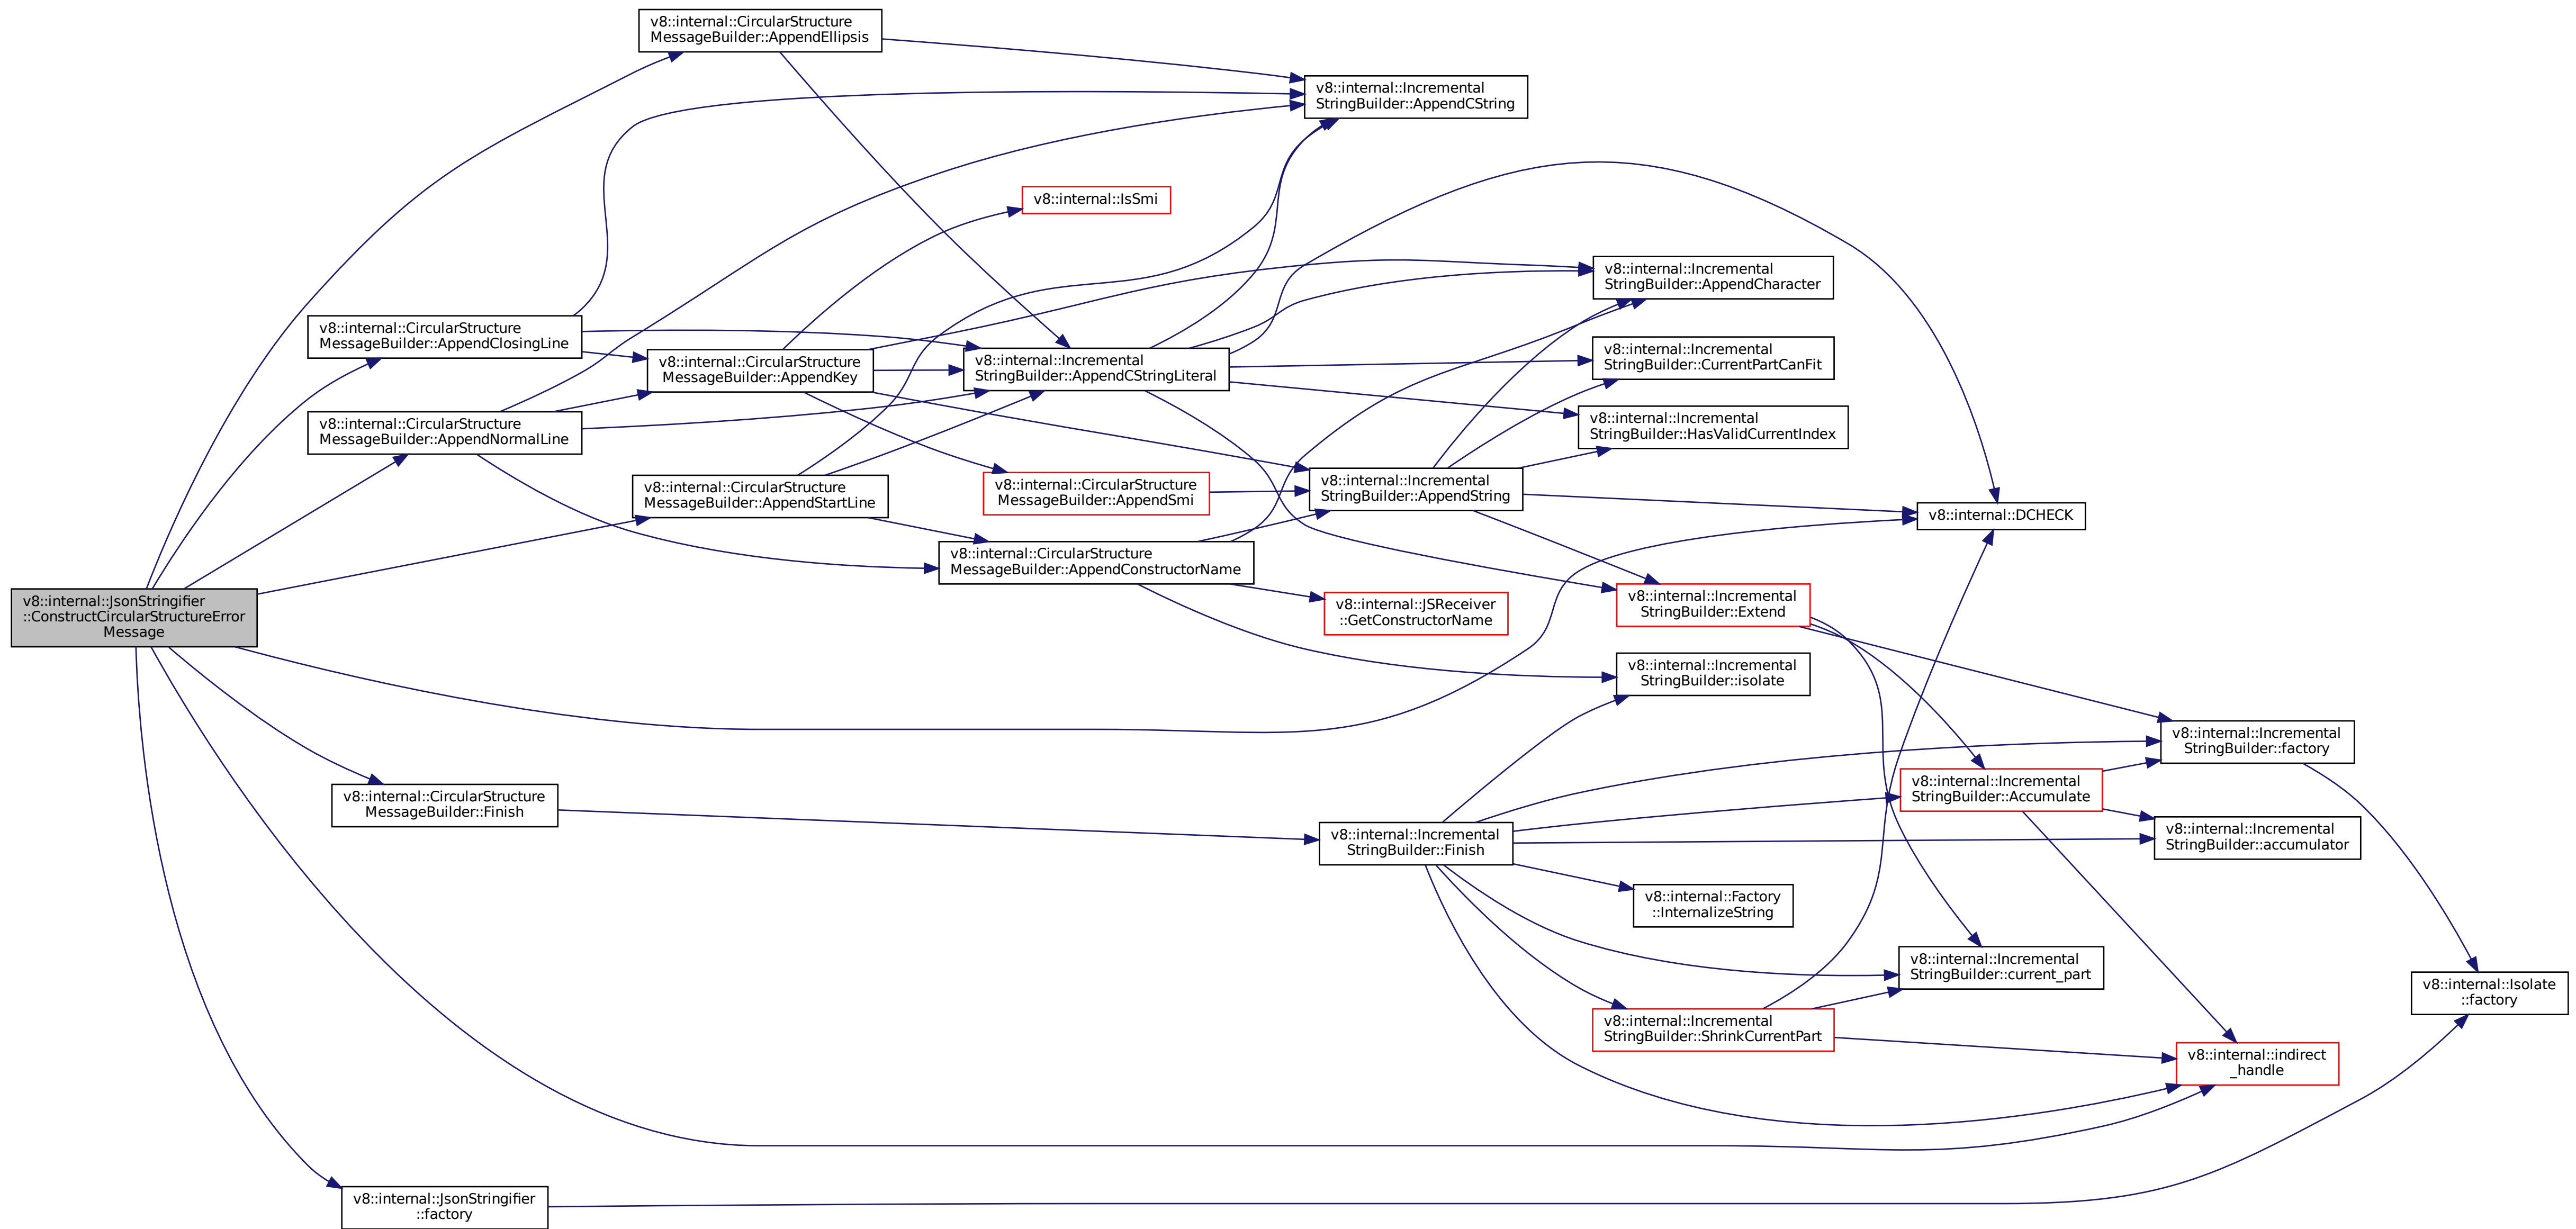 v8::internal::CircularStructure
MessageBuilder::AppendEllipsis
v8::internal::Incremental
StringBuilder::AppendCString
v8::internal::IsSmi
v8::internal::Incremental
StringBuilder::AppendCharacter
v8::internal::CircularStructure
MessageBuilder::AppendClosingLine
v8::internal::CircularStructure
MessageBuilder::AppendKey
v8::internal::Incremental
StringBuilder::AppendCStringLiteral
v8::internal::Incremental
StringBuilder::CurrentPartCanFit
v8::internal::CircularStructure
MessageBuilder::AppendNormalLine
v8::internal::Incremental
StringBuilder::HasValidCurrentIndex
v8::internal::CircularStructure
MessageBuilder::AppendStartLine
v8::internal::CircularStructure
MessageBuilder::AppendSmi
v8::internal::Incremental
StringBuilder::AppendString
v8::internal::DCHECK
v8::internal::CircularStructure
MessageBuilder::AppendConstructorName
v8::internal::JsonStringifier
::ConstructCircularStructureError
Message
v8::internal::JSReceiver
::GetConstructorName
v8::internal::Incremental
StringBuilder::Extend
v8::internal::Incremental
StringBuilder::isolate
v8::internal::Incremental
StringBuilder::factory
v8::internal::CircularStructure
MessageBuilder::Finish
v8::internal::Incremental
StringBuilder::Accumulate
v8::internal::Incremental
StringBuilder::Finish
v8::internal::Incremental
StringBuilder::accumulator
v8::internal::Factory
::InternalizeString
v8::internal::Incremental
StringBuilder::current_part
v8::internal::Isolate
::factory
v8::internal::Incremental
StringBuilder::ShrinkCurrentPart
v8::internal::indirect
_handle
v8::internal::JsonStringifier
::factory